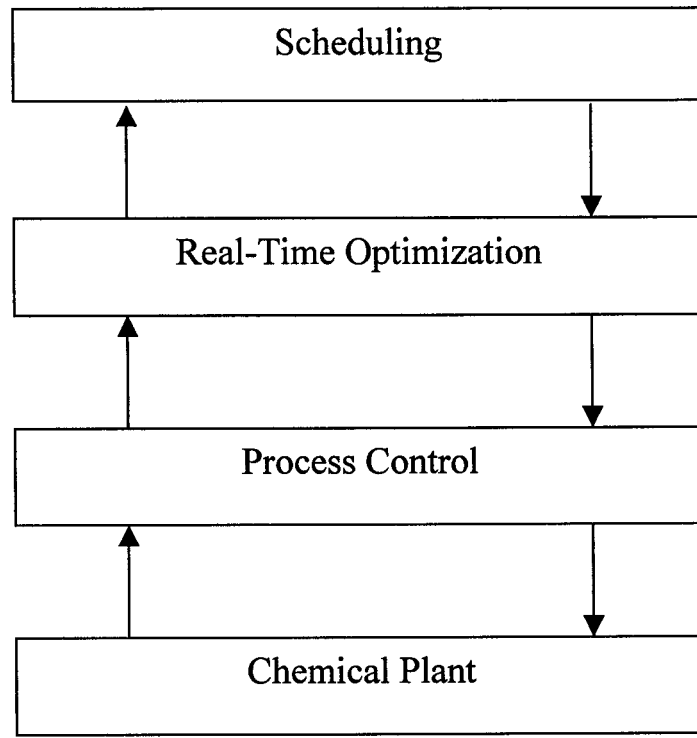 Scheduling
Real-Time Optimization
Process Control
Chemical Plant